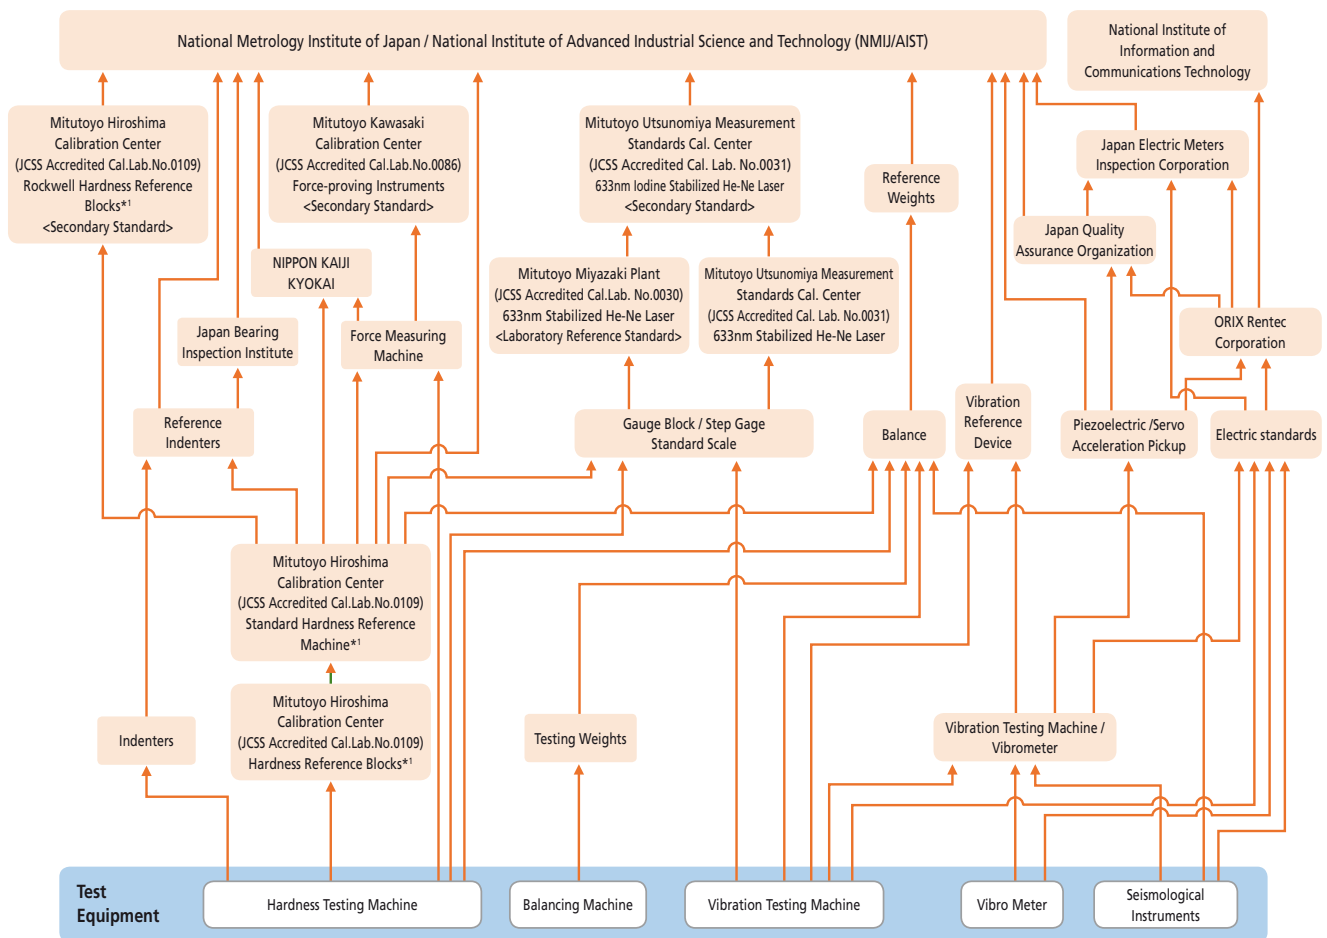 National Metrology Institute of Japan / National Institute of Advanced Industrial Science and Technology (NMIJ/AIST)
National Institute of
Information and
Communications Technology
Mitutoyo Hiroshima
Calibration Center
(JCSS Accredited Cal.Lab.No.0109)
Rockwell Hardness Reference
Blocks*1
<Secondary Standard>
Mitutoyo Kawasaki
Calibration Center
(JCSS Accredited Cal.Lab.No.0086)
Force-proving Instruments
<Secondary Standard>
Mitutoyo Utsunomiya Measurement
Standards Cal. Center
(JCSS Accredited Cal. Lab. No.0031)
633nm Iodine Stabilized He-Ne Laser
<Secondary Standard>
Reference
Weights
Japan Electric Meters
Inspection Corporation
Japan Quality
Assurance Organization
NIPPON KAIJI
KYOKAI
Mitutoyo Miyazaki Plant
(JCSS Accredited Cal.Lab. No.0030)
633nm Stabilized He-Ne Laser
<Laboratory Reference Standard>
Mitutoyo Utsunomiya Measurement
Standards Cal. Center
(JCSS Accredited Cal. Lab. No.0031)
633nm Stabilized He-Ne Laser
Japan Bearing
Inspection Institute
Force Measuring
Machine
ORIX Rentec
Corporation
Reference
Indenters
Gauge Block / Step Gage
Standard Scale
Balance
Vibration
Reference
Device
Piezoelectric /Servo
Acceleration Pickup
Electric standards
Mitutoyo Hiroshima
Calibration Center
(JCSS Accredited Cal.Lab.No.0109)
Standard Hardness Reference
Machine*1
Mitutoyo Hiroshima
Calibration Center
(JCSS Accredited Cal.Lab.No.0109)
Hardness Reference Blocks*1
Indenters
Testing Weights
Vibration Testing Machine /
Vibrometer
Test
Equipment
Hardness Testing Machine
Balancing Machine
Vibration Testing Machine
Vibro Meter
Seismological
Instruments